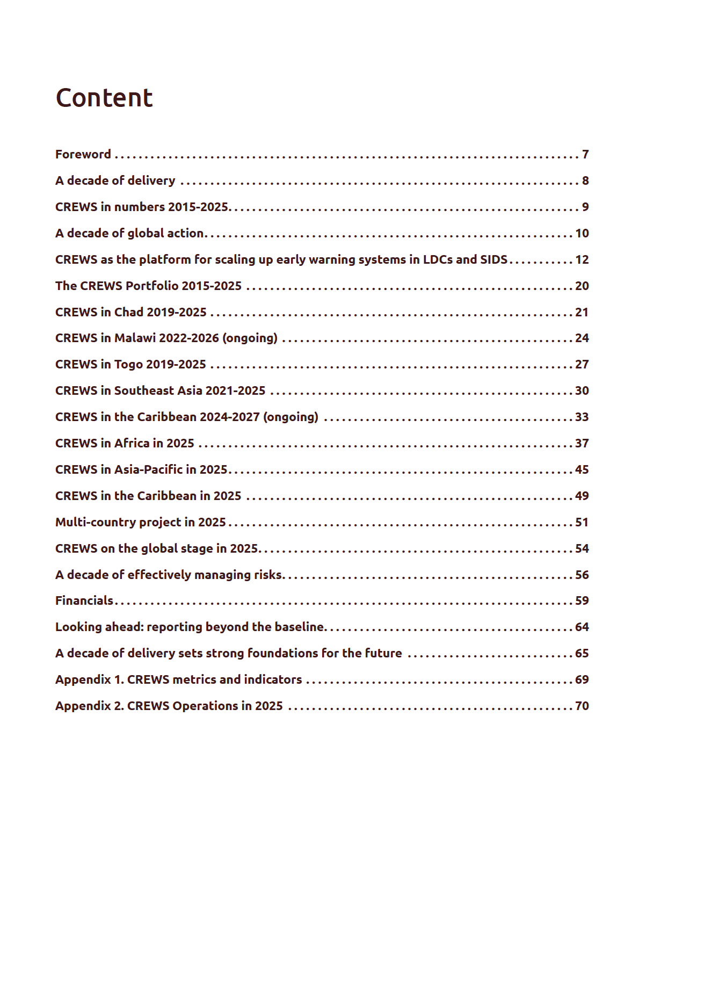 Content
Foreword . . . . . . . . . . . . . . . . . . . . . . . . . . . . . . 7
A decade of delivery . . . . . . . . . . . . . . . . . . . . . . . . . . . . . . 8
CREWS in numbers 2015-2025. . . . . . . . . . . . . . . . . . . . . . . . . . . . . . 9
A decade of global action. . . . . . . . . . . . . . . . . . . . . . . . . . . . . . 10
CREWS as the platform for scaling up early warning systems in LDCs and SIDS . . . . . . . . . . . 12
The CREWS Portfolio 2015-2025 . . . . . . . . . . . . . . . . . . . . . . . . . . . . . . 20
CREWS in Chad 2019-2025 . . . . . . . . . . . . . . . . . . . . . . . . . . . . . . 21
CREWS in Malawi 2022-2026 (ongoing) . . . . . . . . . . . . . . . . . . . . . . . . . . . . . . 24
CREWS in Togo 2019-2025 . . . . . . . . . . . . . . . . . . . . . . . . . . . . . . 27
CREWS in Southeast Asia 2021-2025 . . . . . . . . . . . . . . . . . . . . . . . . . . . . . . 30
CREWS in the Caribbean 2024-2027 (ongoing) . . . . . . . . . . . . . . . . . . . . . . . . . . . . . . 33
CREWS in Africa in 2025 . . . . . . . . . . . . . . . . . . . . . . . . . . . . . . 37
CREWS in Asia-Pacific in 2025. . . . . . . . . . . . . . . . . . . . . . . . . . . . . . 45
CREWS in the Caribbean in 2025 . . . . . . . . . . . . . . . . . . . . . . . . . . . . . . 49
Multi-country project in 2025 . . . . . . . . . . . . . . . . . . . . . . . . . . . . . . 51
CREWS on the global stage in 2025. . . . . . . . . . . . . . . . . . . . . . . . . . . . . . 54
A decade of effectively managing risks. . . . . . . . . . . . . . . . . . . . . . . . . . . . . . 56
Financials . . . . . . . . . . . . . . . . . . . . . . . . . . . . . . 59
Looking ahead: reporting beyond the baseline. . . . . . . . . . . . . . . . . . . . . . . . . . . . . . 64
A decade of delivery sets strong foundations for the future . . . . . . . . . . . . . . . . . . . . . . . . . . . . 65
Appendix 1. CREWS metrics and indicators . . . . . . . . . . . . . . . . . . . . . . . . . . . . . . 69
Appendix 2. CREWS Operations in 2025 . . . . . . . . . . . . . . . . . . . . . . . . . . . . . . 70